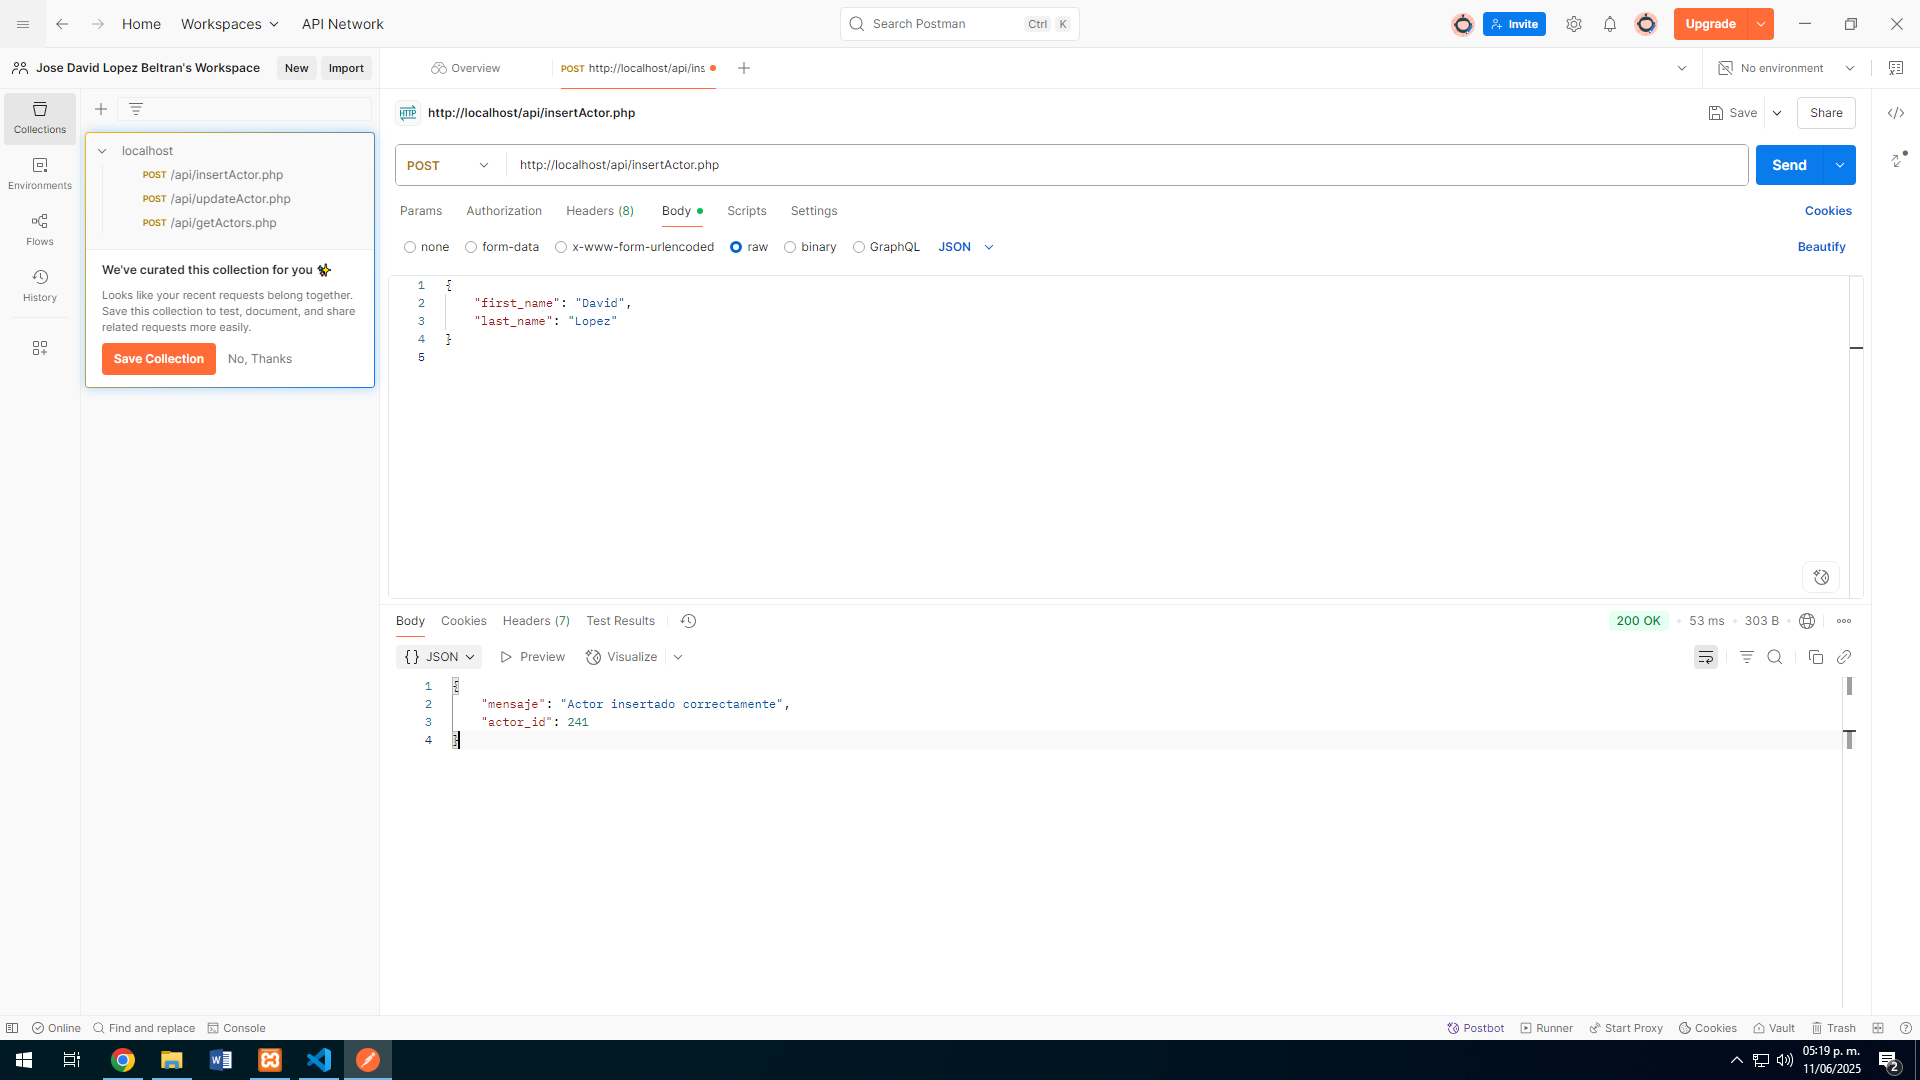 Home
Workspaces
API Network
Search Postman
Ctrl
K
Invite
Upgrade
Jose David Lopez Beltran's Workspace
New
Import
Overview
POST http://localhost/api/ins
No environment
Collections
Environments
Flows
History
localhost
POST /api/insertActor.php
POST /api/updateActor.php
POST /api/getActors.php
We've curated this collection for you ✨
Looks like your recent requests belong together.
Save this collection to test, document, and share
related requests more easily.
Save Collection
No, Thanks
HTTP
http://localhost/api/insertActor.php
Save
Share
POST
http://localhost/api/insertActor.php
Send
Params
Authorization
Headers (8)
Body
Scripts
Settings
Cookies
none
form-data
x-www-form-urlencoded
raw
binary
GraphQL
JSON
Beautify
1 {
2 "first_name": "David",
3 "last_name": "Lopez"
4 }
5
Body
Cookies
Headers (7)
Test Results
200 OK
53 ms
303 B
{} JSON
Preview
Visualize
1 {
2 "mensaje": "Actor insertado correctamente",
3 "actor_id": 241
4 }
Online
Find and replace
Console
Postbot
Runner
Start Proxy
Cookies
Vault
Trash
05:19 p. m.
11/06/2025
2